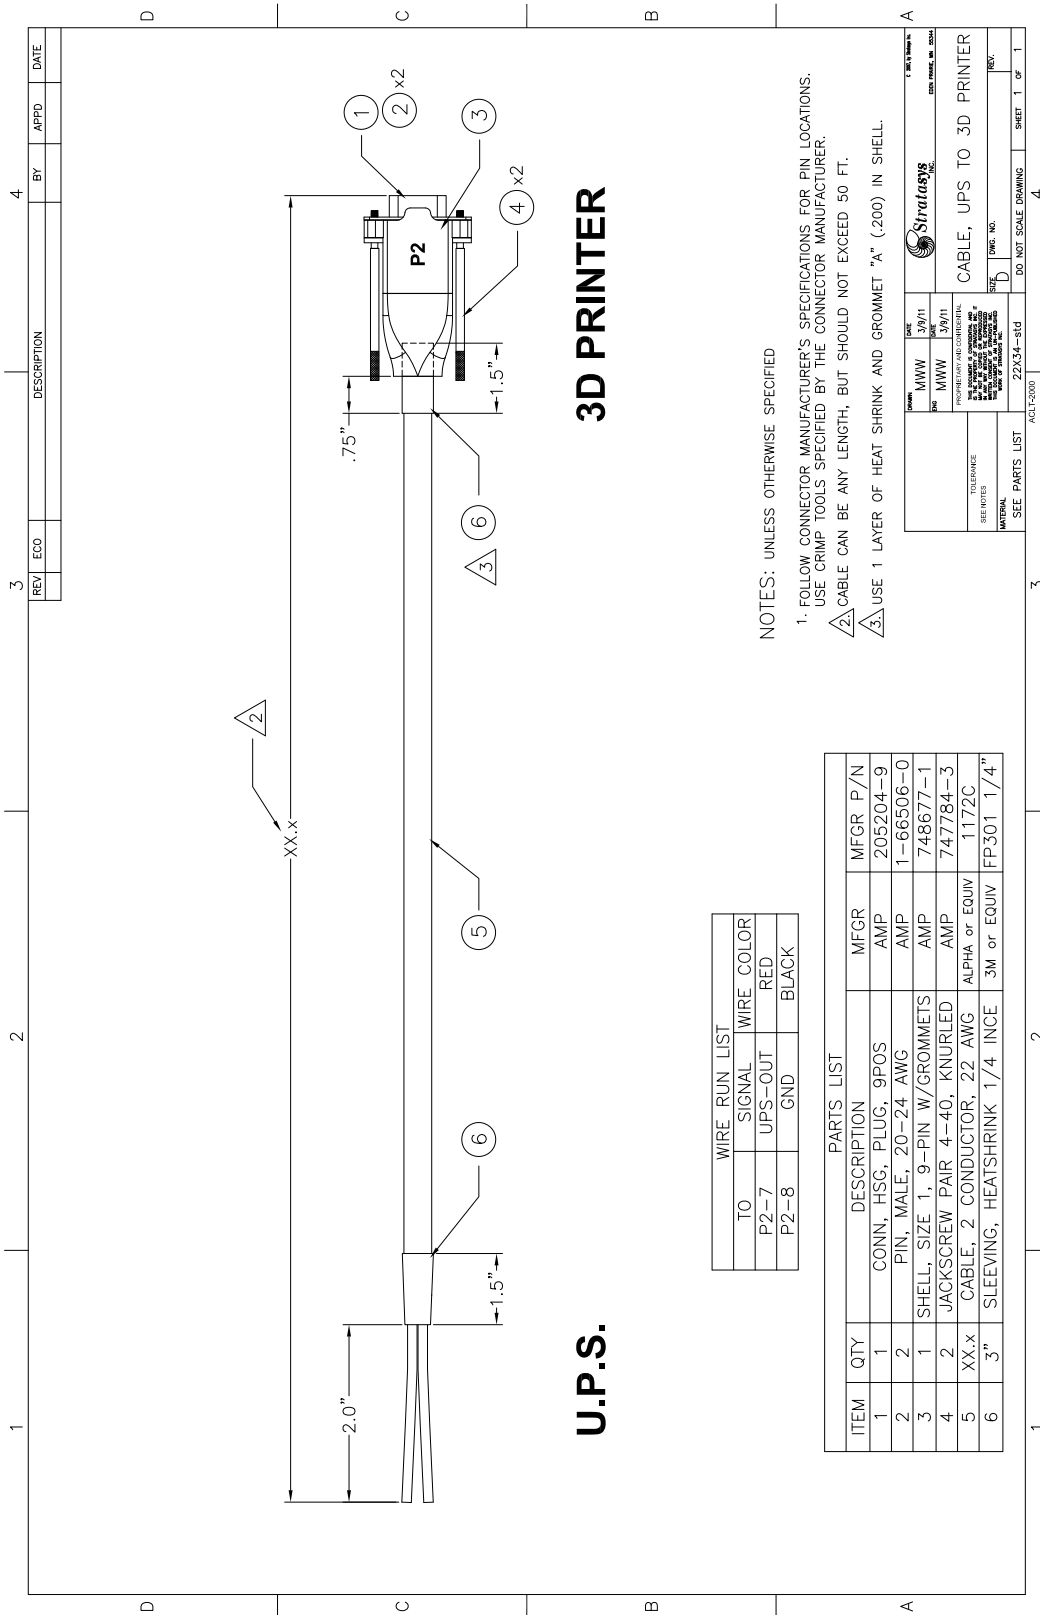 1
2
3
4
REV
ECO
DESCRIPTION
BY
APPD
DATE
D
D
C
C
B
B
A
A
2
XX.x
2.0"
1.5"
.75"
1.5"
P2
1
2 x2
3
4 x2
5
6
6
3
U.P.S.
3D PRINTER
NOTES: UNLESS OTHERWISE SPECIFIED
1. FOLLOW CONNECTOR MANUFACTURER'S SPECIFICATIONS FOR PIN LOCATIONS.
USE CRIMP TOOLS SPECIFIED BY THE CONNECTOR MANUFACTURER.
2. CABLE CAN BE ANY LENGTH, BUT SHOULD NOT EXCEED 50 FT.
3. USE 1 LAYER OF HEAT SHRINK AND GROMMET "A" (.200) IN SHELL.
WIRE RUN LIST
TO SIGNAL WIRE COLOR
P2-7 UPS-OUT RED
P2-8 GND BLACK
PARTS LIST
ITEM QTY DESCRIPTION MFGR MFGR P/N
1 1 CONN, HSG, PLUG, 9POS AMP 205204-9
2 2 PIN, MALE, 20-24 AWG AMP 1-66506-0
3 1 SHELL, SIZE 1, 9-PIN W/GROMMETS AMP 748677-1
4 2 JACKSCREW PAIR 4-40, KNURLED AMP 747784-3
5 XX.x CABLE, 2 CONDUCTOR, 22 AWG ALPHA or EQUIV 1172C
6 3" SLEEVING, HEATSHRINK 1/4 INCE 3M or EQUIV FP301 1/4"
TOLERANCE
SEE NOTES
MATERIAL
SEE PARTS LIST
DRAWN
MWW
DATE
3/9/11
ENG
MWW
DATE
3/9/11
PROPRIETARY AND CONFIDENTIAL
22X34-std
Stratasys
INC.
EDEN PRAIRIE, MN 55344
CABLE, UPS TO 3D PRINTER
SIZE
D
DWG. NO.
REV.
DO NOT SCALE DRAWING
SHEET 1 OF 1
1
2
3
ACLT-2000
4